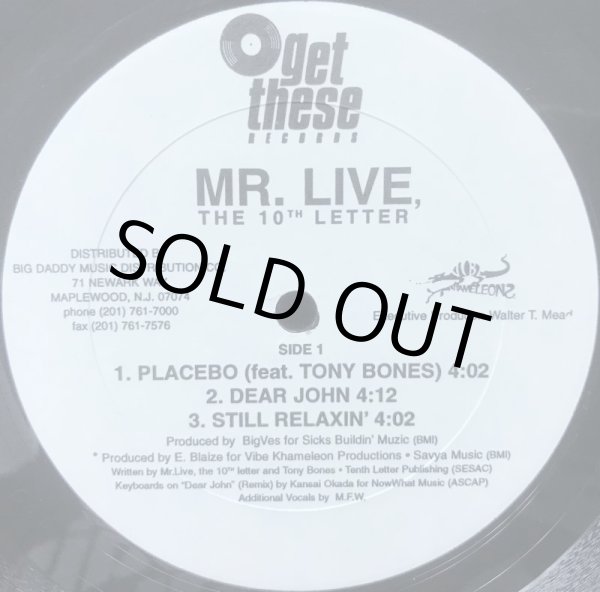 get
these
RECORDS
MR. LIVE,
THE 10TH LETTER
DISTRIBUTED
BIG DADDY MUSIC DISTRIBUTION CO.
71 NEWARK
MAPLEWOOD, N.J. 07074
phone (201) 761-7000
fax (201) 761-7576
Executive Walter T. Mead
SOLD OUT
SIDE 1
1. PLACEBO (feat. TONY BONES) 4:02
2. DEAR JOHN 4:12
3. STILL RELAXIN' 4:02
Produced by BigVes for Sicks Buildin' Muzic (BMI)
* Produced by E. Blaize for Vibe Khameleon Productions • Savya Music (BMI)
Written by Mr.Live, the 10TH letter and Tony Bones • Tenth Letter Publishing (SESAC)
Keyboards on "Dear John" (Remix) by Kansai Okada for NowWhat Music (ASCAP)
Additional Vocals by M.F.W.